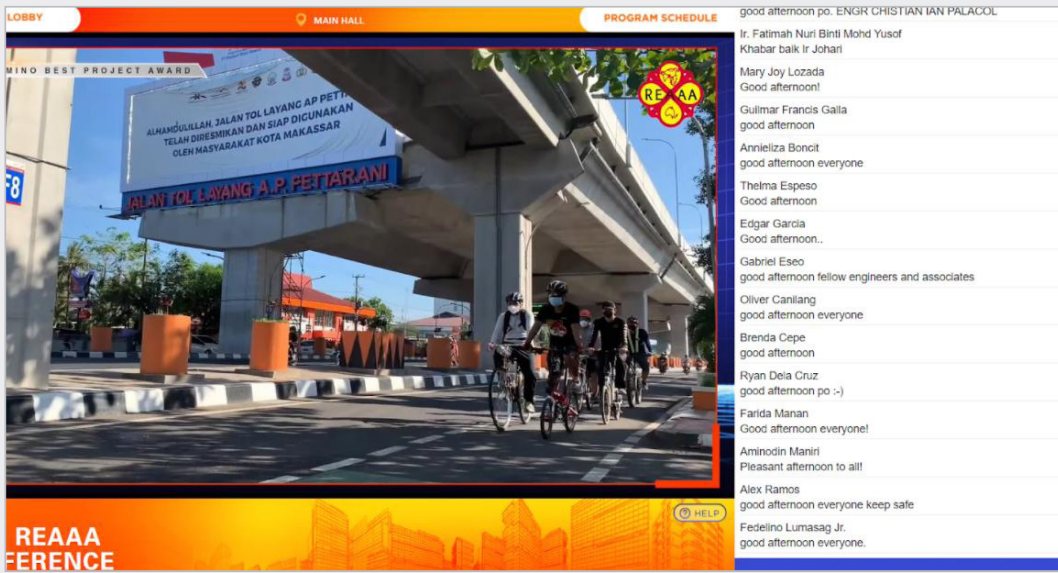 LOBBY
MAIN HALL
PROGRAM SCHEDULE
MINO BEST PROJECT AWARD
REAAA
ALHAMDULILLAH, JALAN TOL LAYANG AP PETT
TELAH DIRESMIKAN DAN SIAP DIGUNAKAN
OLEH MASYARAKAT KOTA MAKASSAR
JALAN TOL LAYANG A.P. PETTARANI
F8
HELP
REAAA
FERENCE
good afternoon po. ENGR CHISTIAN IAN PALACOL
Ir. Fatimah Nuri Binti Mohd Yusof
Khabar baik Ir Johari
Mary Joy Lozada
Good afternoon!
Guilmar Francis Galla
good afternoon
Annieliza Boncit
good afternoon everyone
Thelma Espeso
Good afternoon
Edgar Garcia
Good afternoon..
Gabriel Eseo
good afternoon fellow engineers and associates
Oliver Canilang
good afternoon everyone
Brenda Cepe
good afternoon
Ryan Dela Cruz
good afternoon po :-)
Farida Manan
Good afternoon everyone!
Aminodin Maniri
Pleasant afternoon to all!
Alex Ramos
good afternoon everyone keep safe
Fedelino Lumasag Jr.
good afternoon everyone.